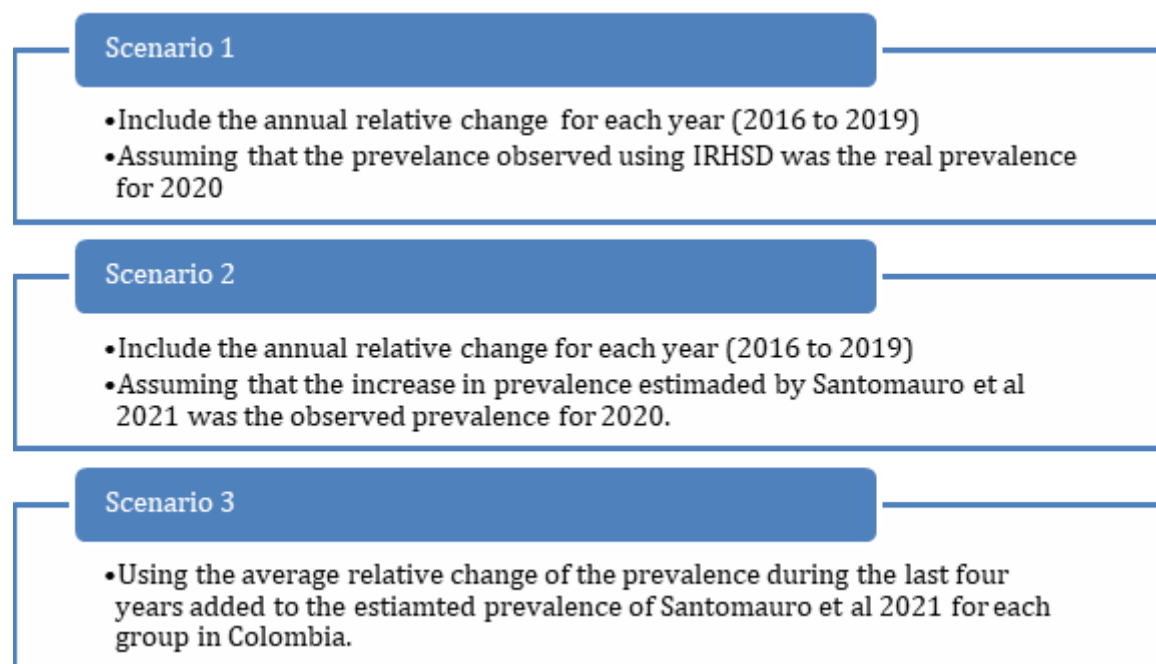 Scenario 1
•Include the annual relative change for each year (2016 to 2019)
•Assuming that the prevelance observed using IRHSD was the real prevalence
for 2020
Scenario 2
•Include the annual relative change for each year (2016 to 2019)
•Assuming that the increase in prevalence estimaded by Santomauro et al
2021 was the observed prevalence for 2020.
Scenario 3
•Using the average relative change of the prevalence during the last four
years added to the estiamted prevalence of Santomauro et al 2021 for each
group in Colombia.